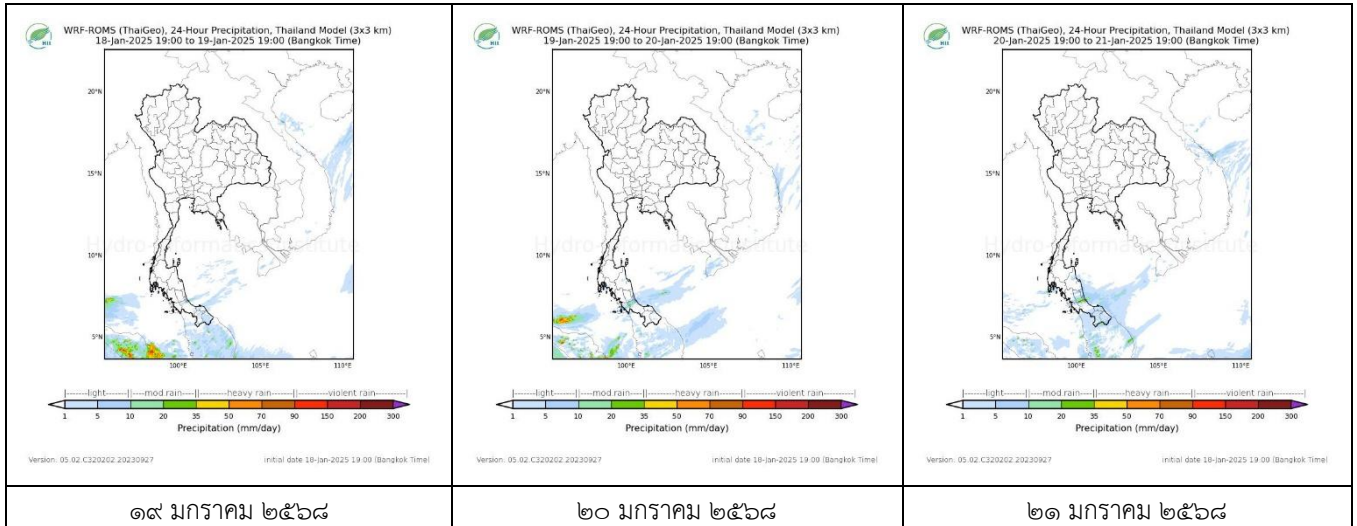 WRF-ROMS (ThaiGeo), 24-Hour Precipitation, Thailand Model (3x3 km)
18-Jan-2025 19:00 to 19-Jan-2025 19:00 (Bangkok Time)
20°N
15°N
10°N
5°N
100°E
105°E
110°E
Hydro-Informatics Institute
light mod rain heavy rain violent rain
1 5 10 20 35 50 70 90 150 200 300
Precipitation (mm/day)
Version: 05.02.C320202.20230927
initial date 18-Jan-2025 19:00 (Bangkok Time)
๑๙ มกราคม ๒๕๖๘
WRF-ROMS (ThaiGeo), 24-Hour Precipitation, Thailand Model (3x3 km)
19-Jan-2025 19:00 to 20-Jan-2025 19:00 (Bangkok Time)
20°N
15°N
10°N
5°N
100°E
105°E
110°E
Hydro-Informatics Institute
light mod rain heavy rain violent rain
1 5 10 20 35 50 70 90 150 200 300
Precipitation (mm/day)
Version: 05.02.C320202.20230927
initial date 18-Jan-2025 19:00 (Bangkok Time)
๒๐ มกราคม ๒๕๖๘
WRF-ROMS (ThaiGeo), 24-Hour Precipitation, Thailand Model (3x3 km)
20-Jan-2025 19:00 to 21-Jan-2025 19:00 (Bangkok Time)
20°N
15°N
10°N
5°N
100°E
105°E
110°E
Hydro-Informatics Institute
light mod rain heavy rain violent rain
1 5 10 20 35 50 70 90 150 200 300
Precipitation (mm/day)
Version: 05.02.C320202.20230927
initial date 18-Jan-2025 19:00 (Bangkok Time)
๒๑ มกราคม ๒๕๖๘